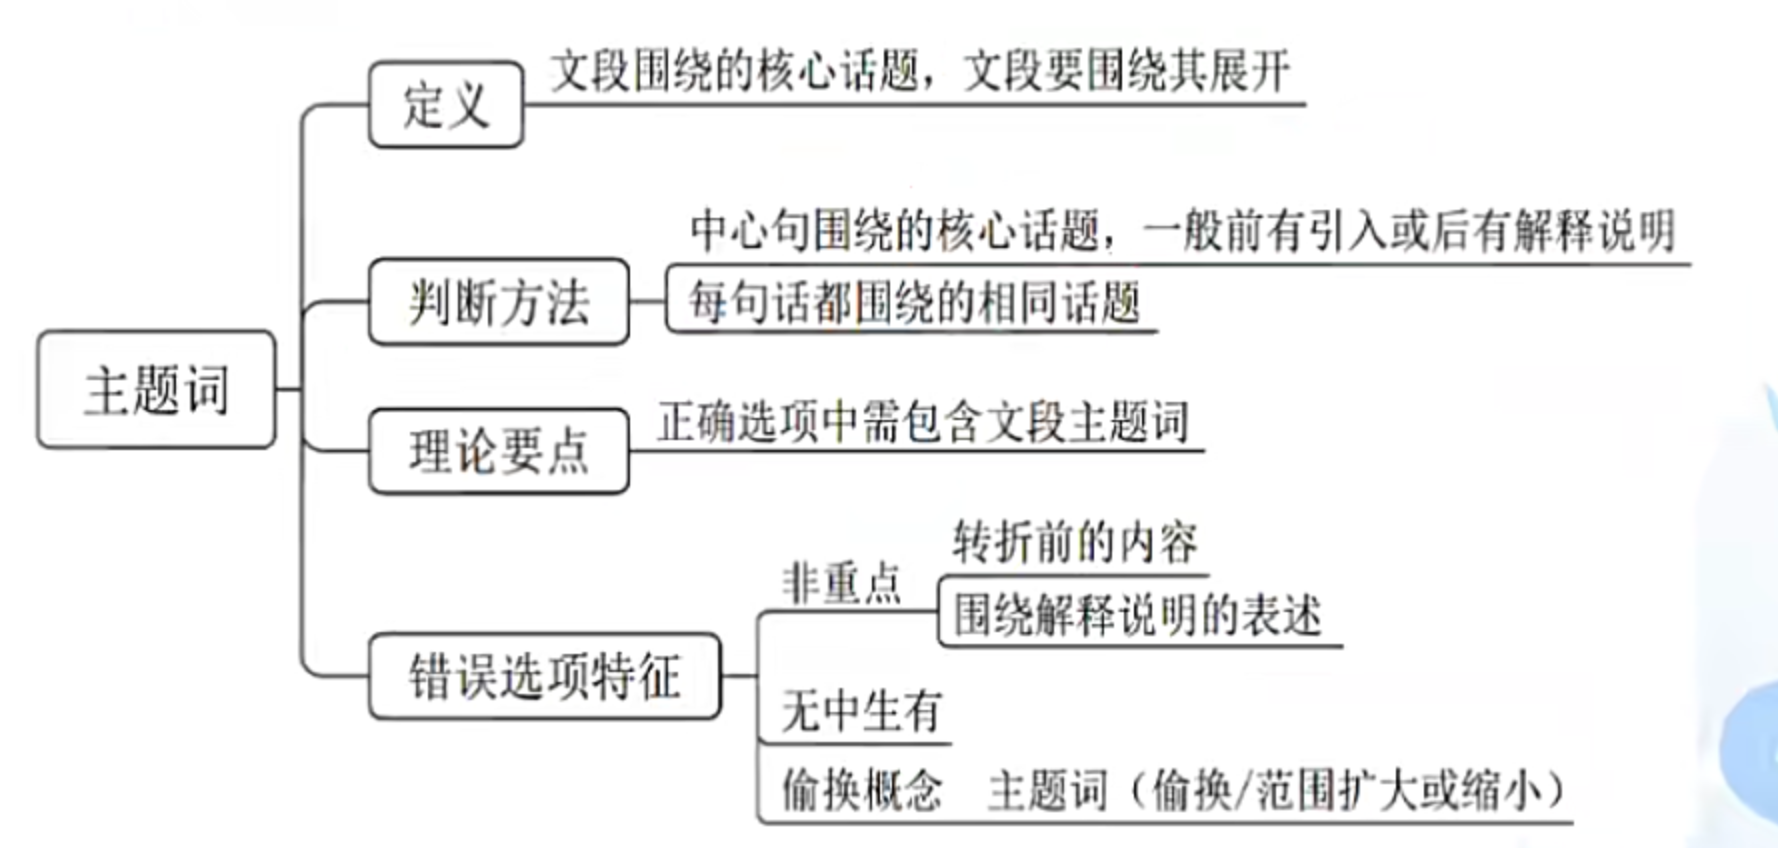 文段围绕的核心话题，文段要围绕其展开
定义
中心句围绕的核心话题，一般前有引入或后有解释说明
判断方法
每句话都围绕的相同话题
主题词
正确选项中需包含文段主题词
理论要点
转折前的内容
非重点
围绕解释说明的表述
错误选项特征
无中生有
偷换概念 主题词（偷换/范围扩大或缩小）